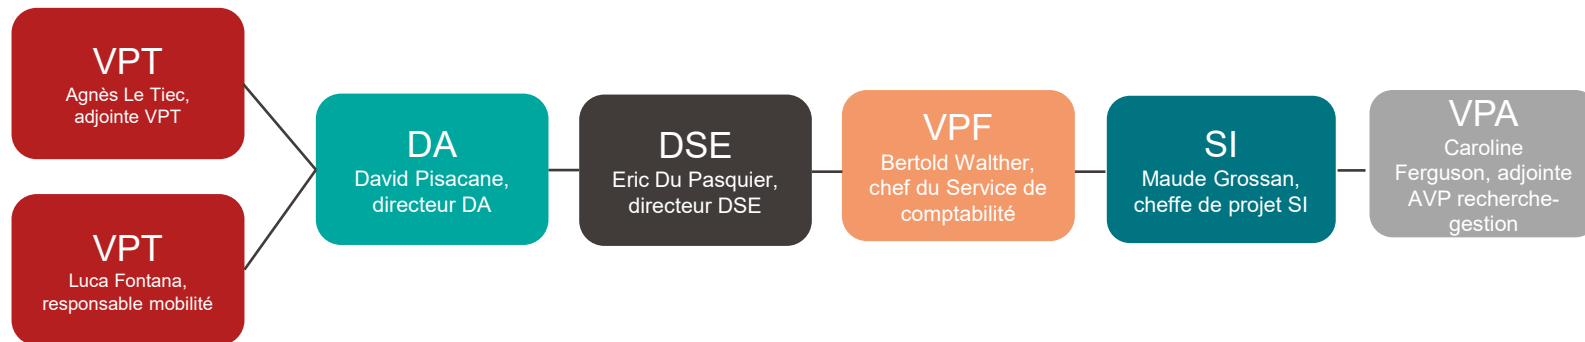 VPT
Agnès Le Tiec,
adjointe VPT
VPT
Luca Fontana,
responsable mobilité
DA
David Pisacane,
directeur DA
DSE
Eric Du Pasquier,
directeur DSE
VPF
Bertold Walther,
chef du Service de
comptabilité
SI
Maude Grossan,
cheffe de projet SI
VPA
Caroline
Ferguson, adjointe
AVP recherche-
gestion